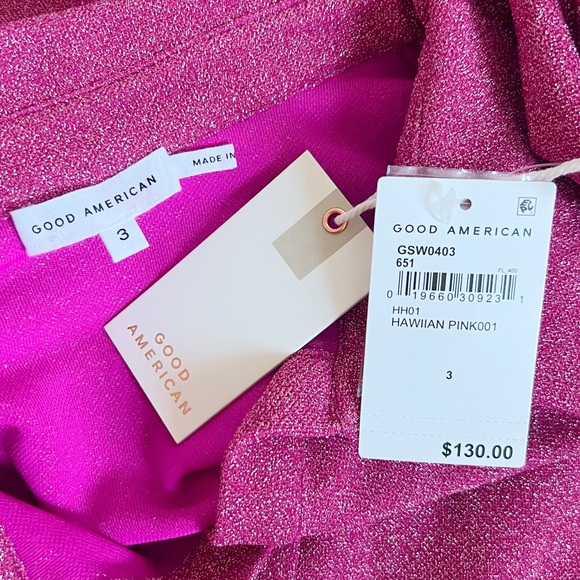 GOOD AMERICAN
MADE IN
3
GOOD
AMERICAN
GOOD AMERICAN
GSW0403
651
FL_400
0 19660 30923 1
HH01
HAWIIAN PINK001
3
$130.00